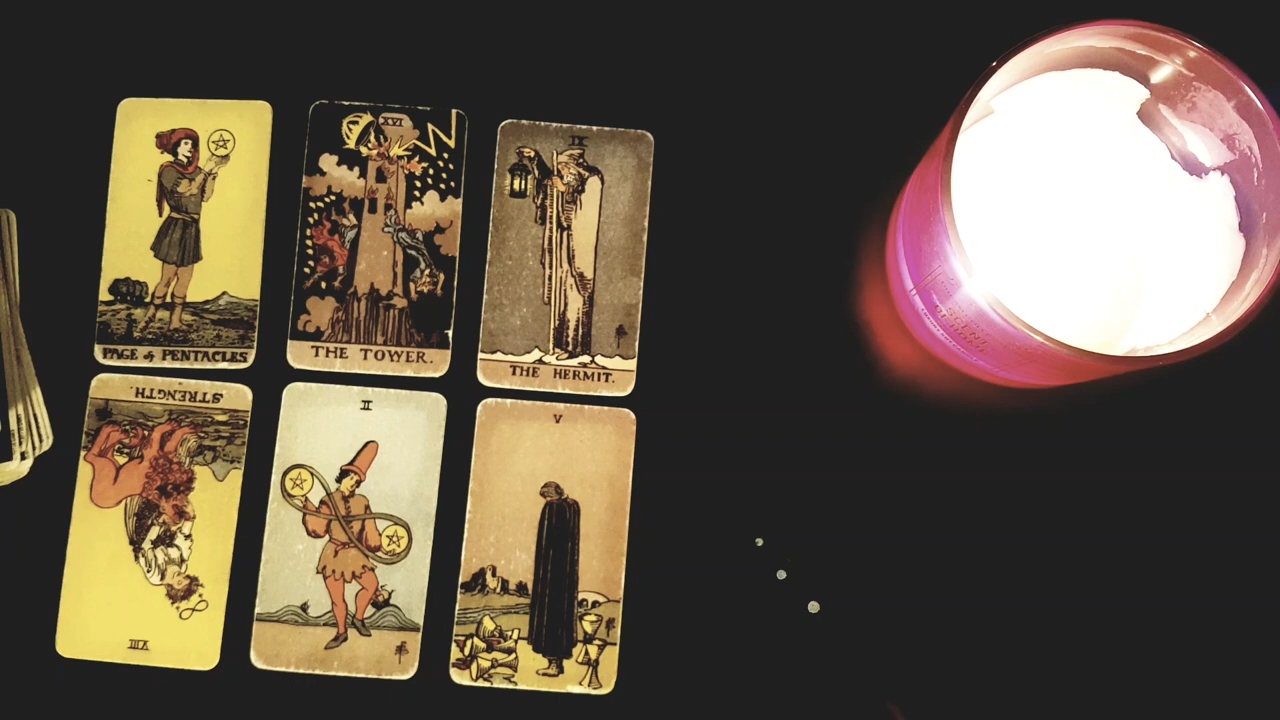 PAGE of PENTACLES
XVI
THE TOWER.
IX
THE HERMIT.
STRENGTH.
VIII
II
V